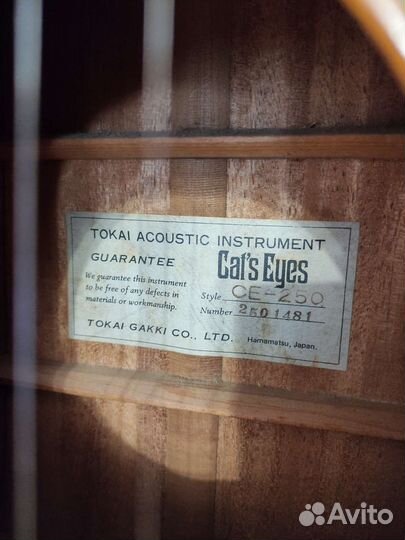 TOKAI ACOUSTIC INSTRUMENT
GUARANTEE
Cat's Eyes
We guarantee this instrument
to be free of any defects in
materials or workmanship.
Style CE-250
Number 2501481
TOKAI GAKKI CO., LTD. Hamamatsu, Japan.
Avito